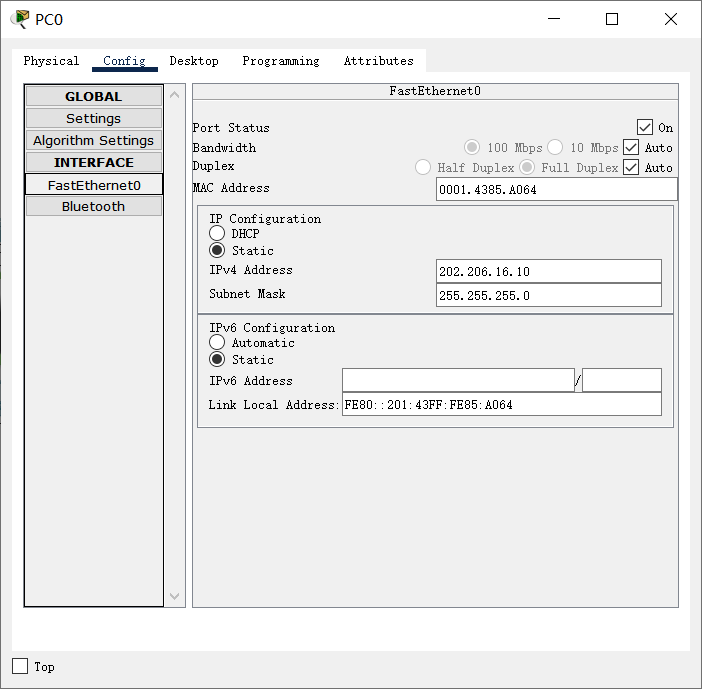 PC0
Physical Config Desktop Programming Attributes
GLOBAL
Settings
Algorithm Settings
INTERFACE
FastEthernet0
Bluetooth
FastEthernet0
Port Status On
Bandwidth 100 Mbps 10 Mbps Auto
Duplex Half Duplex Full Duplex Auto
MAC Address 0001.4385.A064
IP Configuration
DHCP
Static
IPv4 Address 202.206.16.10
Subnet Mask 255.255.255.0
IPv6 Configuration
Automatic
Static
IPv6 Address /
Link Local Address: FE80::201:43FF:FE85:A064
Top